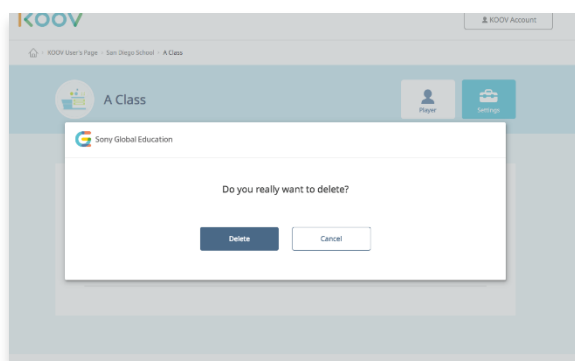 KOOV
KOOV Account
KOOV User's Page › San Diego School › A Class
A Class
Player
Settings
Sony Global Education
Do you really want to delete?
Delete
Cancel